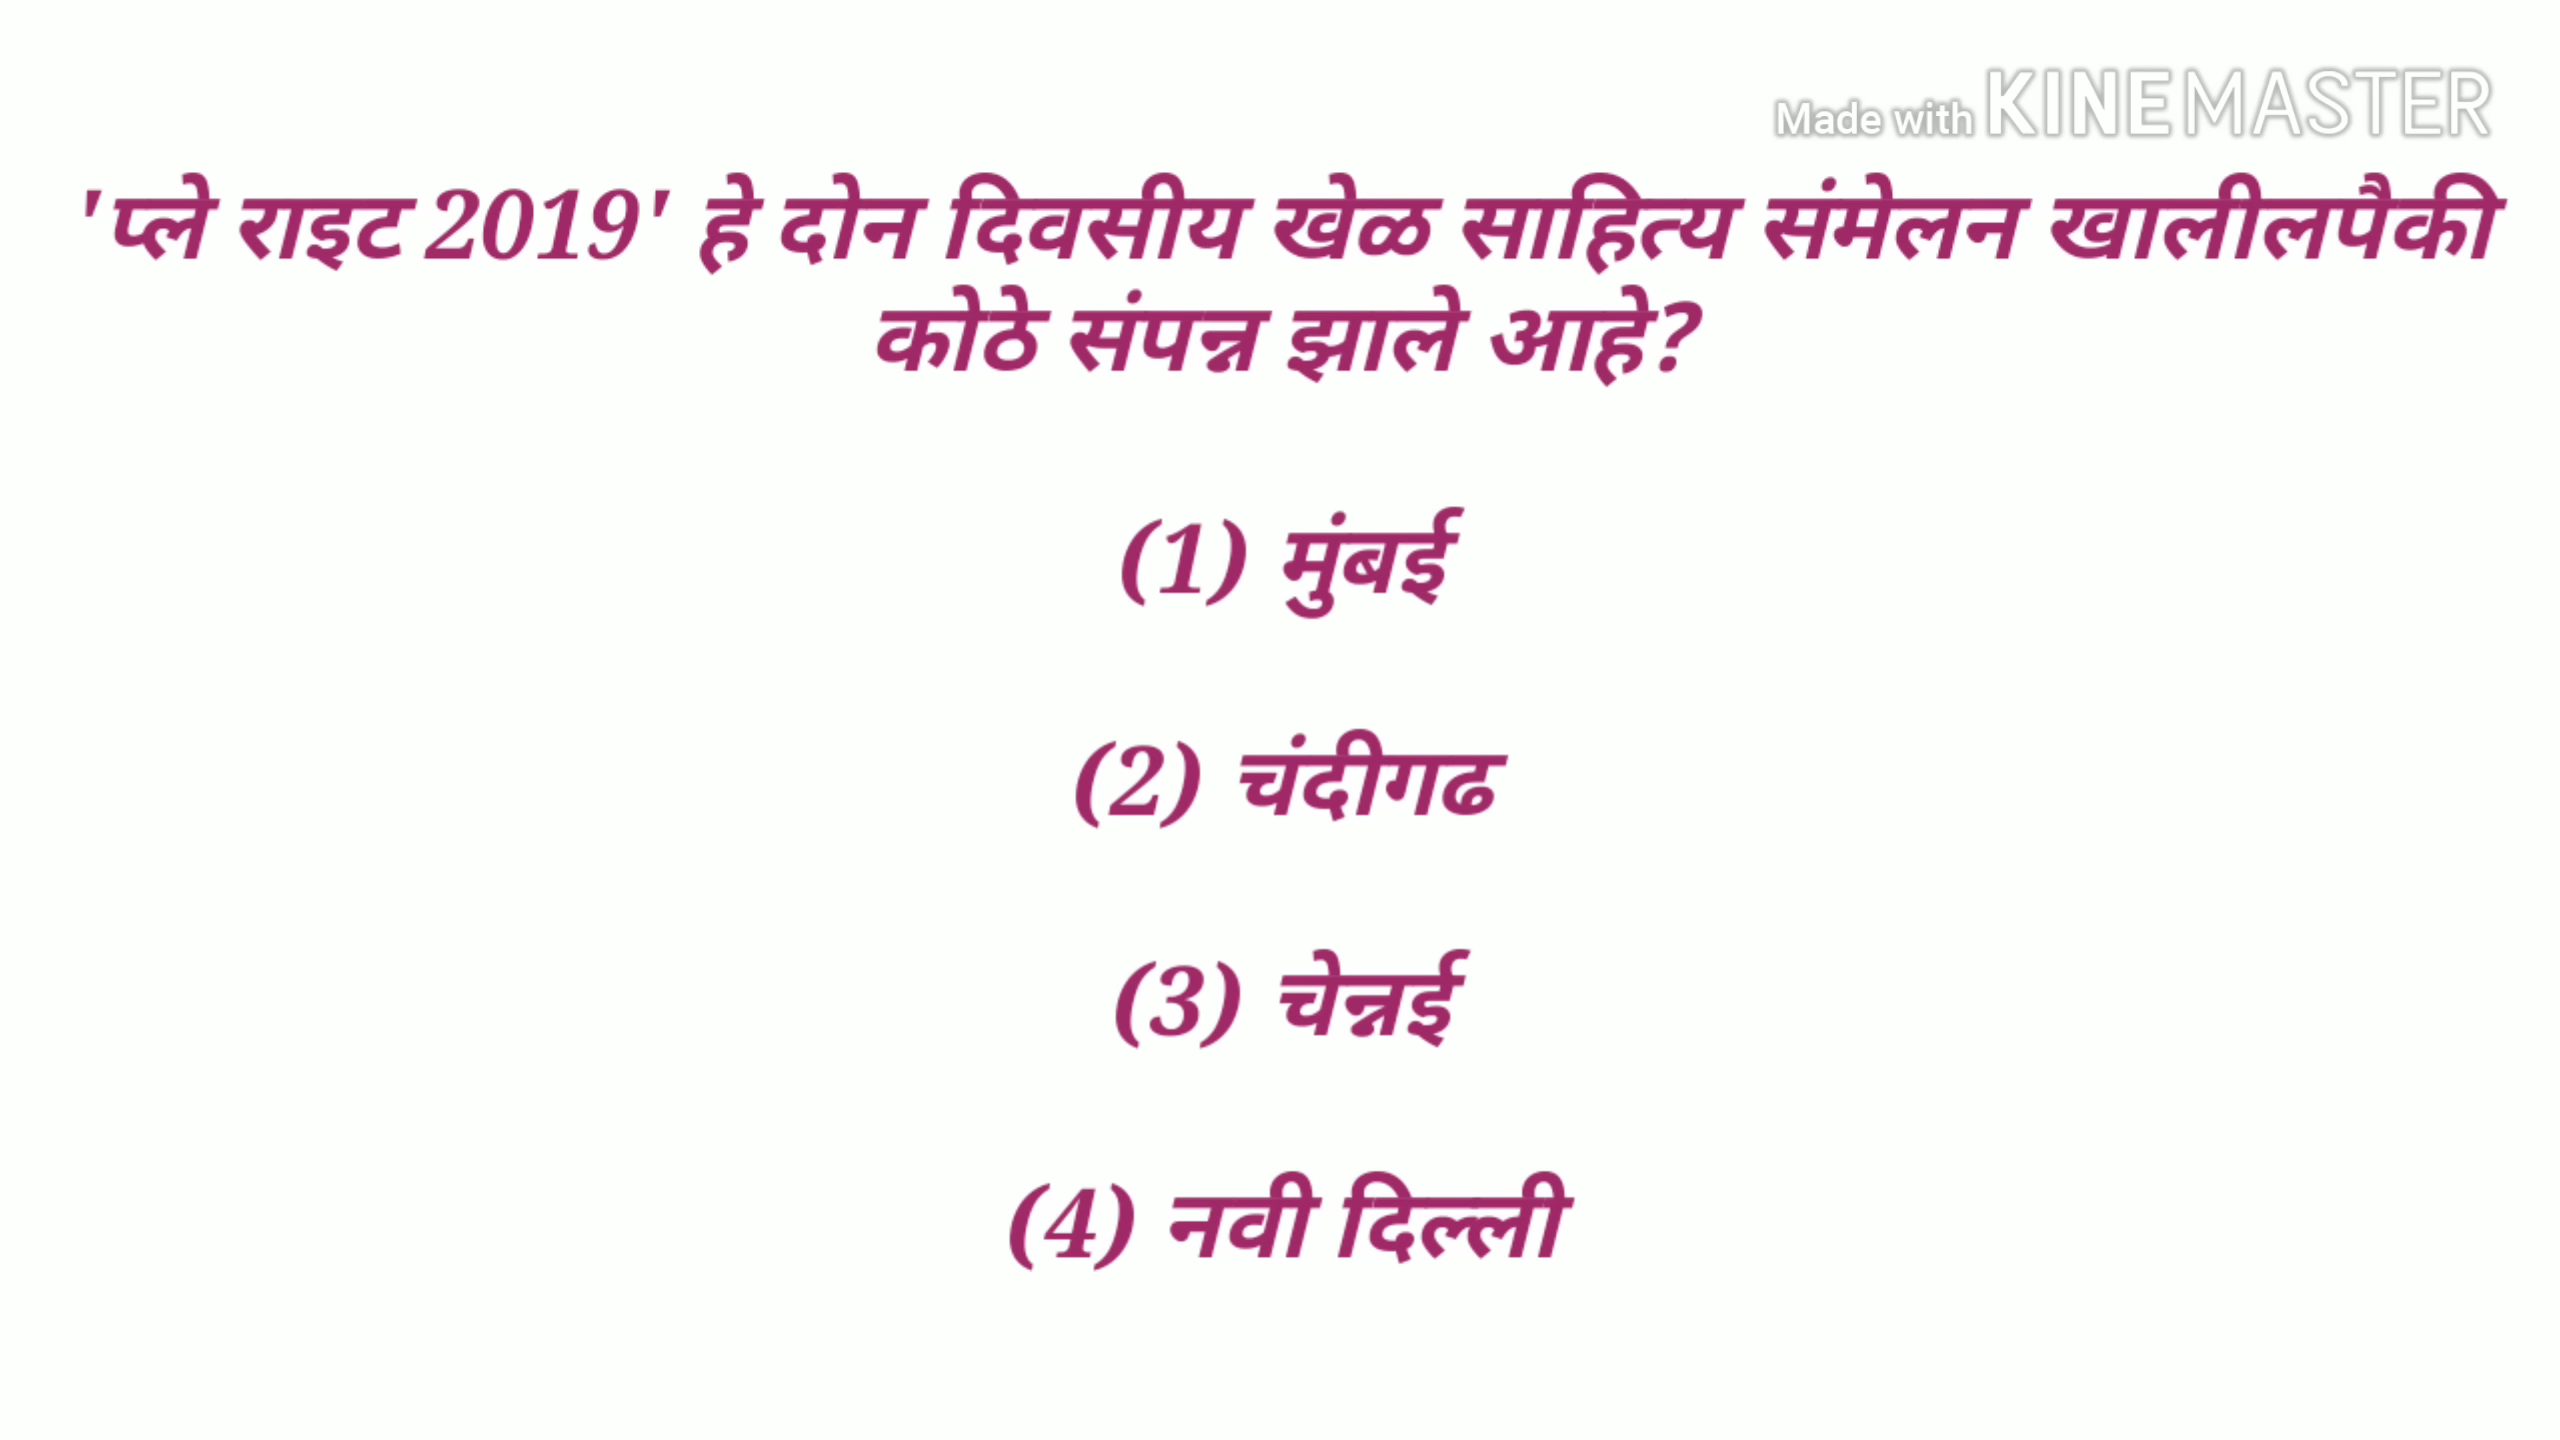 Made with KINEMASTER
'प्ले राइट 2019' हे दोन दिवसीय खेळ साहित्य संमेलन खालीलपैकी
कोठे संपन्न झाले आहे?
(1) मुंबई
(2) चंदीगढ
(3) चेन्नई
(4) नवी दिल्ली